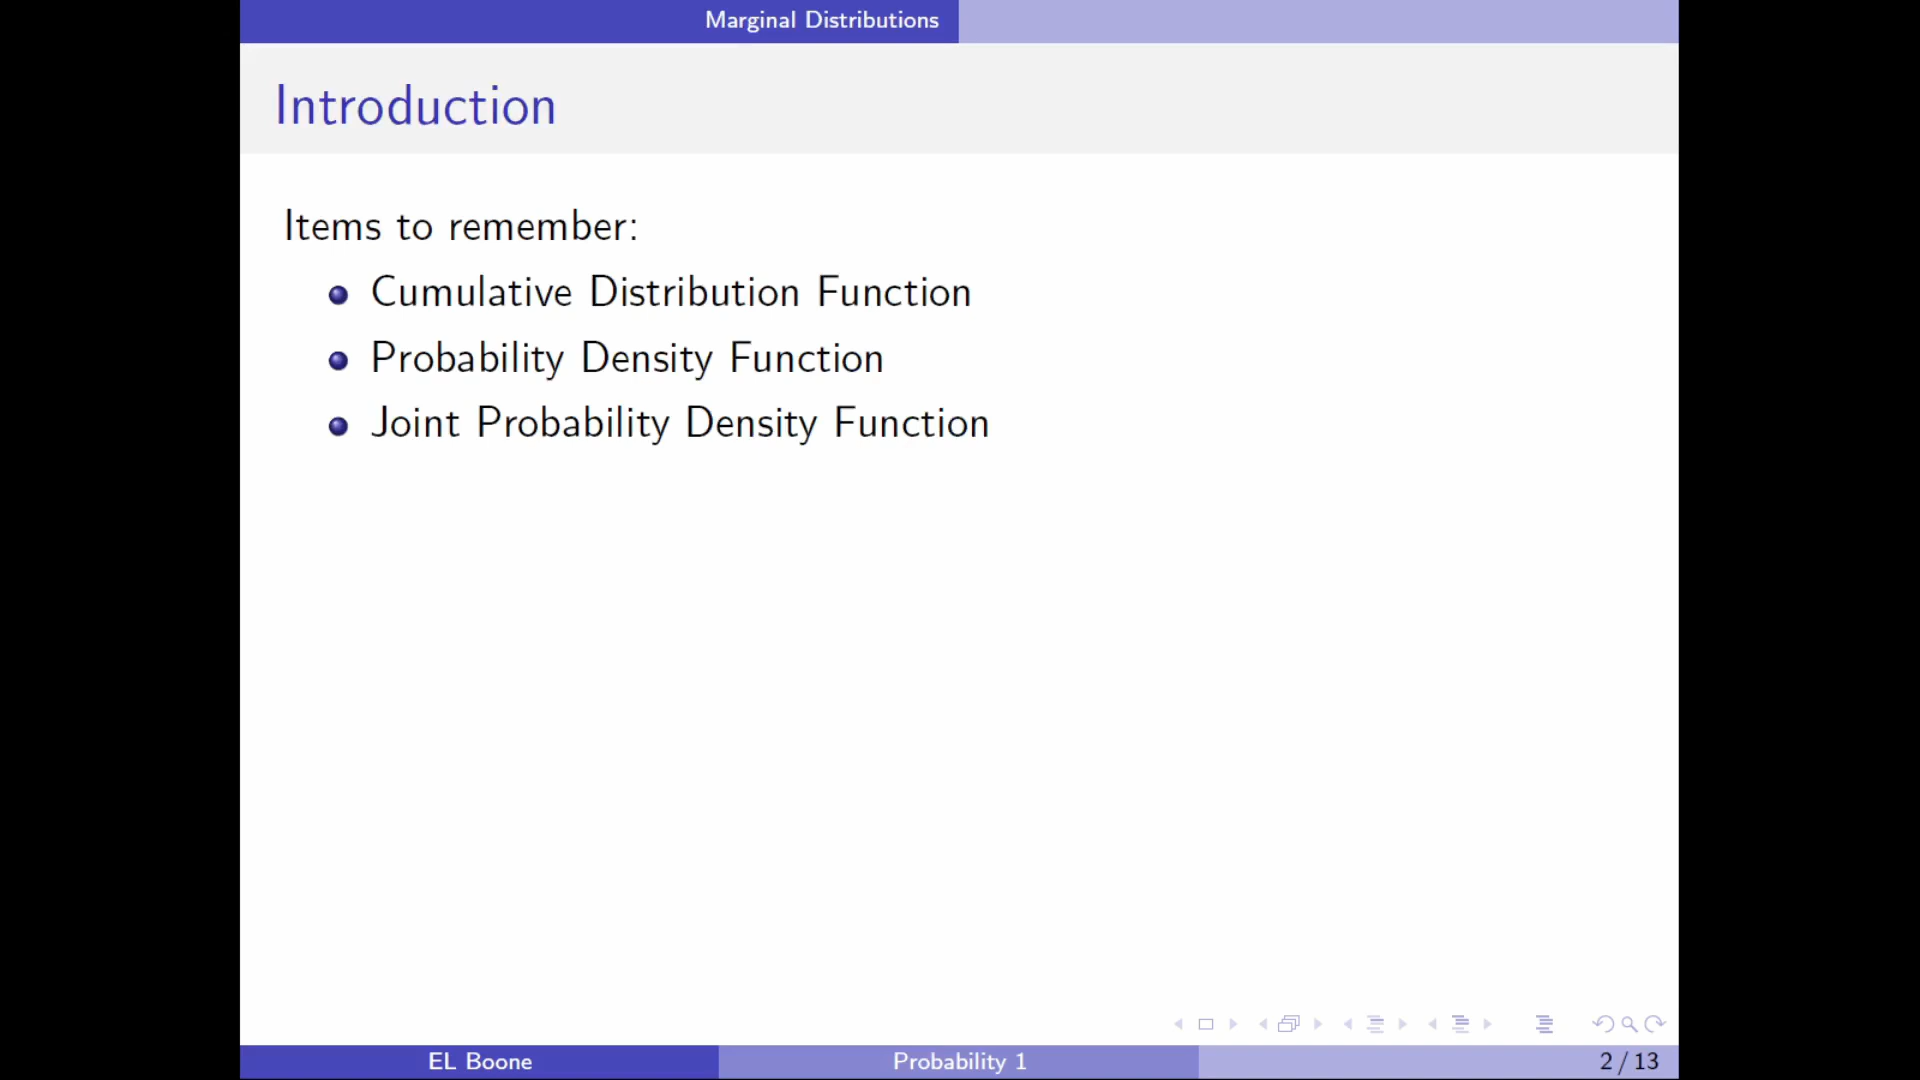 Marginal Distributions
Introduction
Items to remember:
Cumulative Distribution Function
Probability Density Function
Joint Probability Density Function
EL Boone
Probability 1
2 / 13